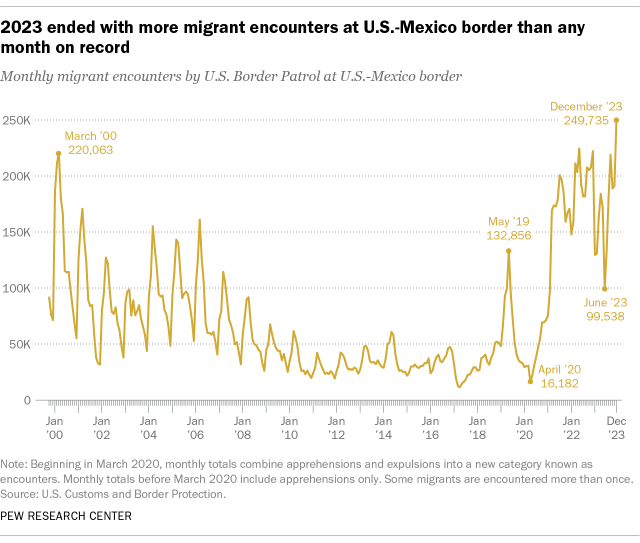 2023 ended with more migrant encounters at U.S.-Mexico border than any
month on record
Monthly migrant encounters by U.S. Border Patrol at U.S.-Mexico border
December ’23
249,735
250K
March ’00
220,063
200K
May ’19
132,856
150K
100K
June ’23
99,538
50K
April ’20
16,182
0
Jan Jan Jan Jan Jan Jan Jan Jan Jan Jan Jan Jan Dec
’00 ’02 ’04 ’06 ’08 ’10 ’12 ’14 ’16 ’18 ’20 ’22 ’23
Note: Beginning in March 2020, monthly totals combine apprehensions and expulsions into a new category known as
encounters. Monthly totals before March 2020 include apprehensions only. Some migrants are encountered more than once.
Source: U.S. Customs and Border Protection.
PEW RESEARCH CENTER